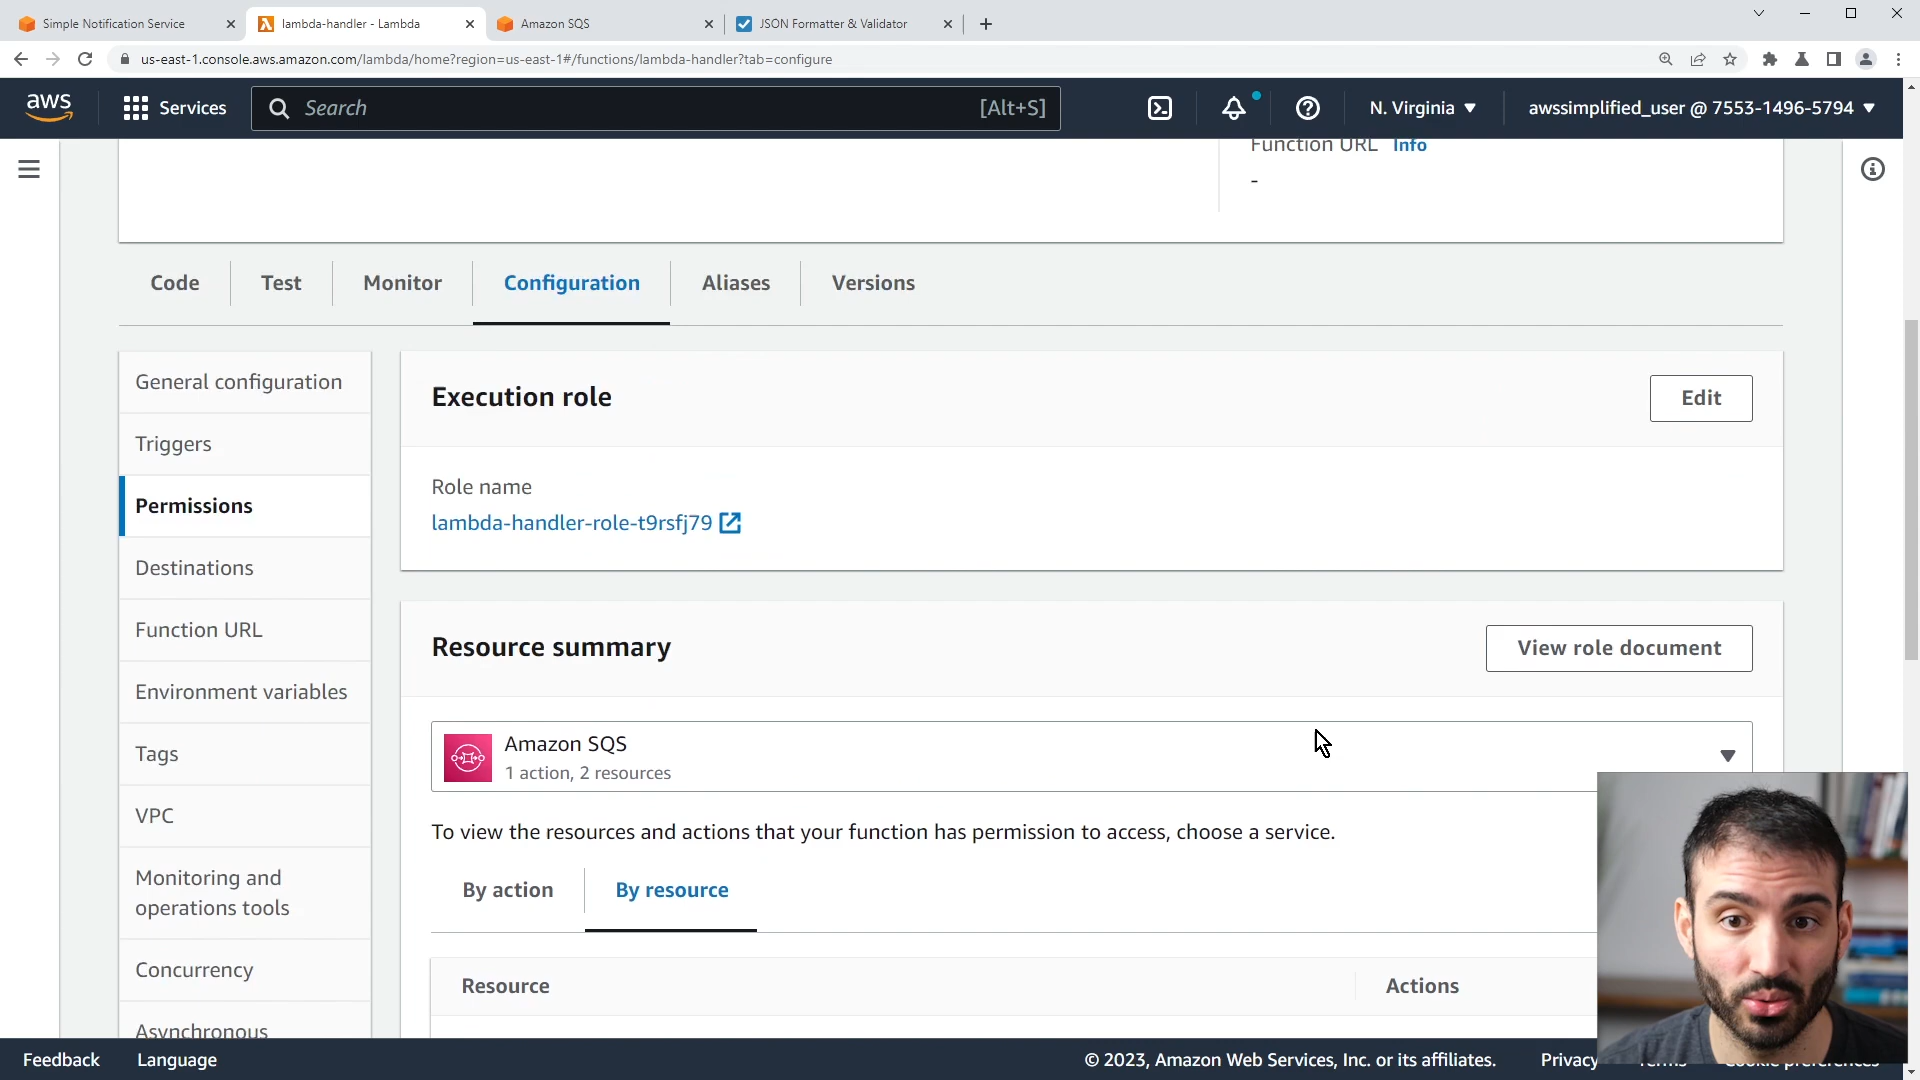 Simple Notification Service
lambda-handler - Lambda
Amazon SQS
JSON Formatter & Validator
us-east-1.console.aws.amazon.com/lambda/home?region=us-east-1#/functions/lambda-handler?tab=configure
aws
Services
Search
[Alt+S]
N. Virginia
awssimplified_user @ 7553-1496-5794
Function URL Info
-
Code
Test
Monitor
Configuration
Aliases
Versions
General configuration
Triggers
Permissions
Destinations
Function URL
Environment variables
Tags
VPC
Monitoring and
operations tools
Concurrency
Asynchronous
Execution role
Edit
Role name
lambda-handler-role-t9rsfj79
Resource summary
View role document
Amazon SQS
1 action, 2 resources
To view the resources and actions that your function has permission to access, choose a service.
By action
By resource
Resource
Actions
Feedback
Language
© 2023, Amazon Web Services, Inc. or its affiliates.
Privacy
Terms
Cookie preferences